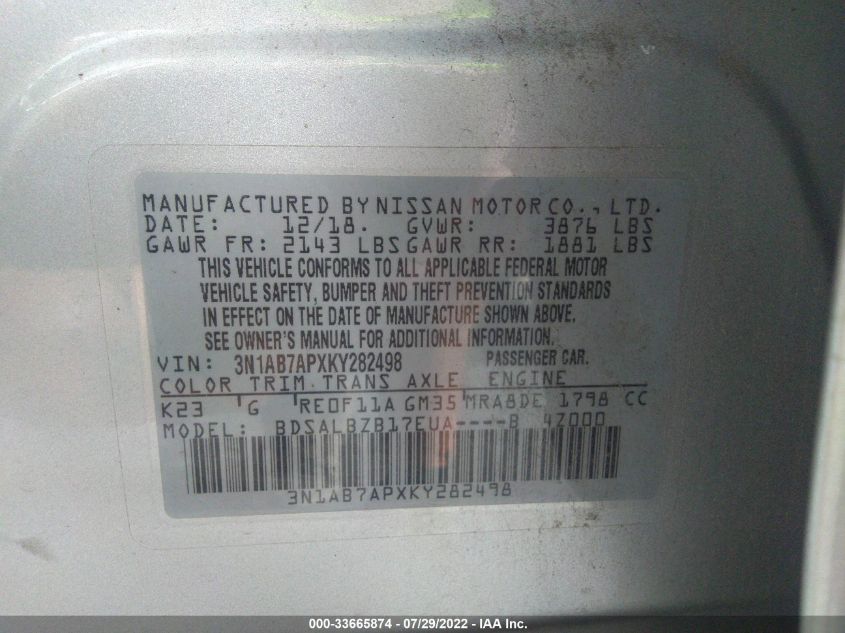 MANUFACTURED BY NISSAN MOTOR CO., LTD.
DATE: 12/18. GVWR: 3876 LBS
GAWR FR: 2143 LBS GAWR RR: 1881 LBS
THIS VEHICLE CONFORMS TO ALL APPLICABLE FEDERAL MOTOR
VEHICLE SAFETY, BUMPER AND THEFT PREVENTION STANDARDS
IN EFFECT ON THE DATE OF MANUFACTURE SHOWN ABOVE.
SEE OWNER'S MANUAL FOR ADDITIONAL INFORMATION.
VIN: 3N1AB7APXKY282498 PASSENGER CAR.
COLOR TRIM TRANS AXLE ENGINE
K23 G RE0F11A GM35 MRA8DE 1798 CC
MODEL: BDSALBZB17EUA----B 4Z000
3N1AB7APXKY282498
000-33665874 / 07/29/2022 - IAA Inc.